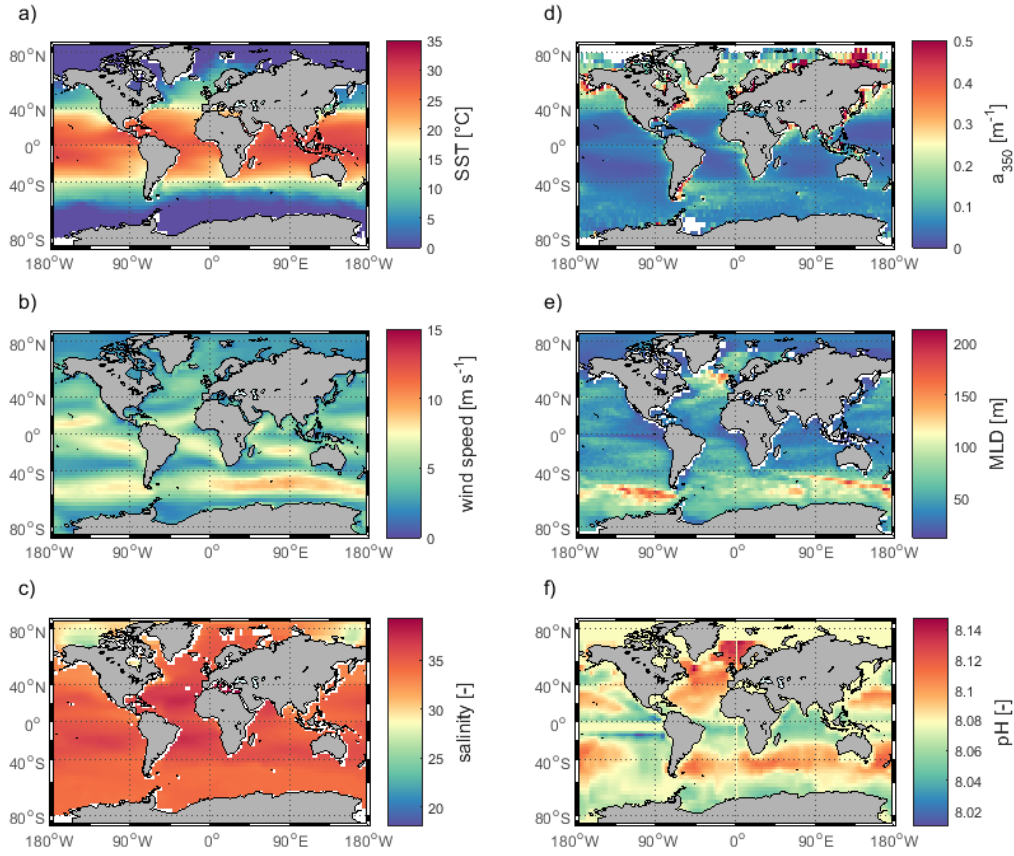 a)
80°N
40°N
0°
40°S
80°S
180°W 90°W 0° 90°E 180°W
35
30
25
20
15
10
5
0
SST [°C]
d)
80°N
40°N
0°
40°S
80°S
180°W 90°W 0° 90°E 180°W
0.5
0.4
0.3
0.2
0.1
0
a350 [m-1]
b)
80°N
40°N
0°
40°S
80°S
180°W 90°W 0° 90°E 180°W
15
10
5
0
wind speed [m s-1]
e)
80°N
40°N
0°
40°S
80°S
180°W 90°W 0° 90°E 180°W
200
150
100
50
MLD [m]
c)
80°N
40°N
0°
40°S
80°S
180°W 90°W 0° 90°E 180°W
35
30
25
20
salinity [-]
f)
80°N
40°N
0°
40°S
80°S
180°W 90°W 0° 90°E 180°W
8.14
8.12
8.1
8.08
8.06
8.04
8.02
pH [-]